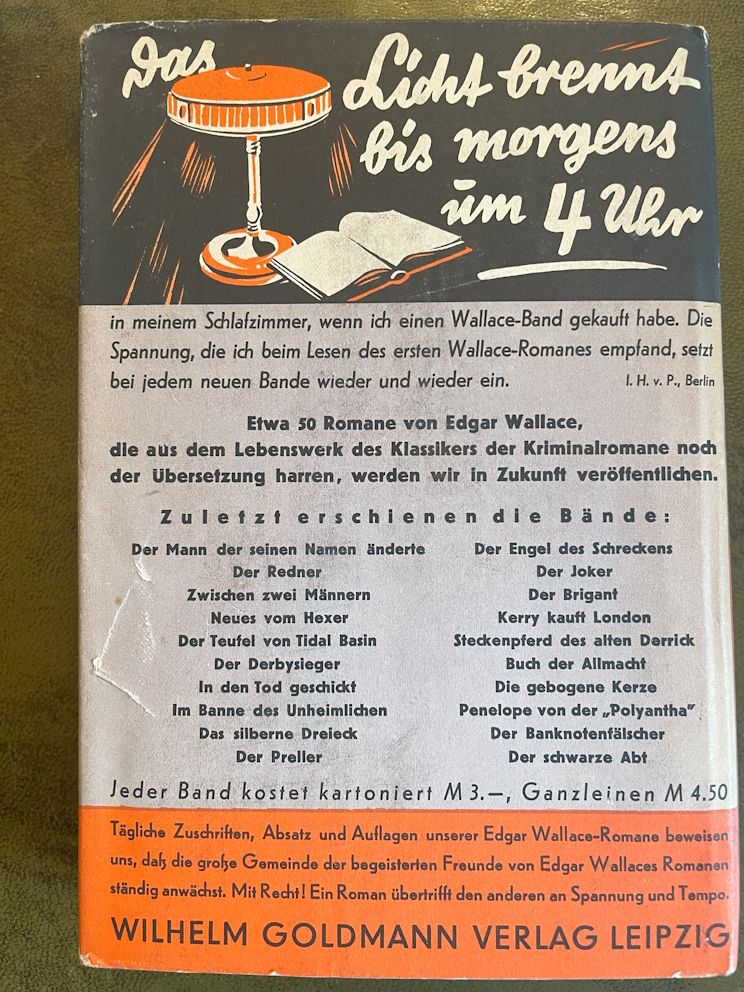 Das Licht brennt
bis morgens
um 4 Uhr
in meinem Schlafzimmer, wenn ich einen Wallace-Band gekauft habe. Die
Spannung, die ich beim Lesen des ersten Wallace-Romanes empfand, setzt
bei jedem neuen Bande wieder und wieder ein. I. H. v. P., Berlin
Etwa 50 Romane von Edgar Wallace,
die aus dem Lebenswerk des Klassikers der Kriminalromane noch
der Übersetzung harren, werden wir in Zukunft veröffentlichen.
Zuletzt erschienen die Bände:
Der Mann der seinen Namen änderte
Der Redner
Zwischen zwei Männern
Neues vom Hexer
Der Teufel von Tidal Basin
Der Derbysieger
In den Tod geschickt
Im Banne des Unheimlichen
Das silberne Dreieck
Der Preller
Der Engel des Schreckens
Der Joker
Der Brigant
Kerry kauft London
Steckenpferd des alten Derrick
Buch der Allmacht
Die gebogene Kerze
Penelope von der „Polyantha"
Der Banknotenfälscher
Der schwarze Abt
Jeder Band kostet kartoniert M 3.—, Ganzleinen M 4.50
Tägliche Zuschriften, Absatz und Auflagen unserer Edgar Wallace-Romane beweisen
uns, daß die große Gemeinde der begeisterten Freunde von Edgar Wallaces Romanen
ständig anwächst. Mit Recht! Ein Roman übertrifft den anderen an Spannung und Tempo.
WILHELM GOLDMANN VERLAG LEIPZIG